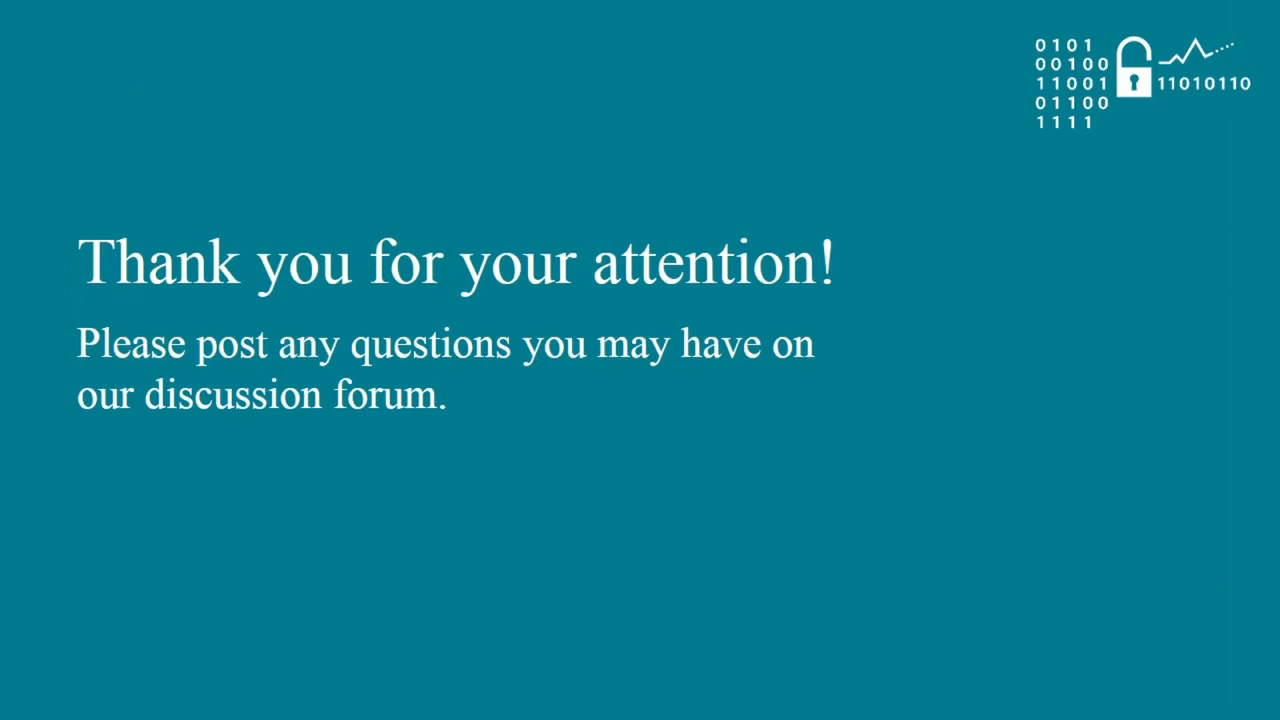 0101
00100
11001
01100
1111
11010110
Thank you for your attention!
Please post any questions you may have on
our discussion forum.